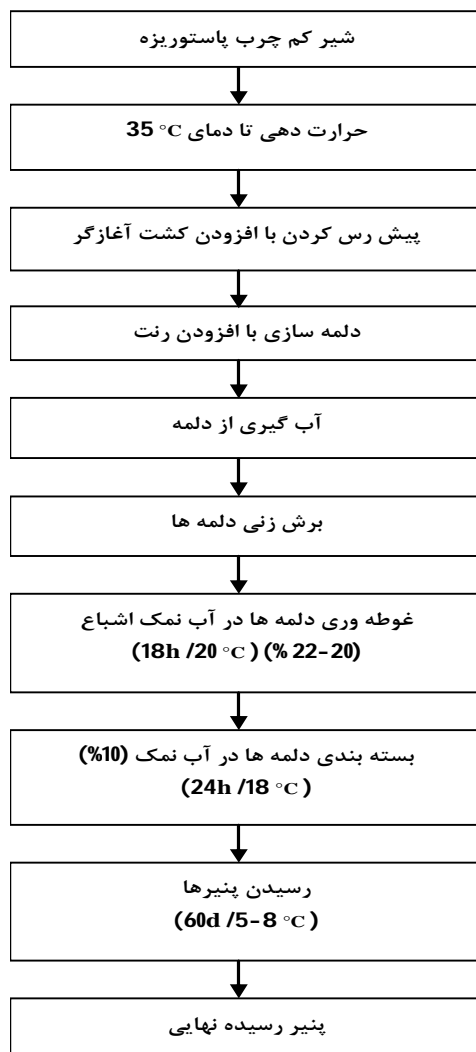 شیر کم چرب پاستوریزه
حرارت دهی تا دمای 35 °C
پیش رس کردن با افزودن کشت آغازگر
دلمه سازی با افزودن رنت
آب گیری از دلمه
برش زنی دلمه ها
غوطه وری دلمه ها در آب نمک اشباع
(18h /20 °C ) (% 22-20)
بسته بندی دلمه ها در آب نمک (10%)
(24h /18 °C )
رسیدن پنیرها
(60d /5-8 °C )
پنیر رسیده نهایی